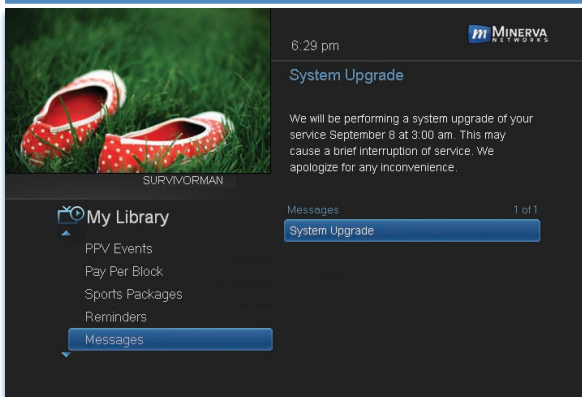 6:29 pm
m MINERVA
NETWORKS
System Upgrade
We will be performing a system upgrade of your
service September 8 at 3:00 am. This may
cause a brief interruption of service. We
apologize for any inconvenience.
SURVIVORMAN
My Library
PPV Events
Pay Per Block
Sports Packages
Reminders
Messages
Messages 1 of 1
System Upgrade